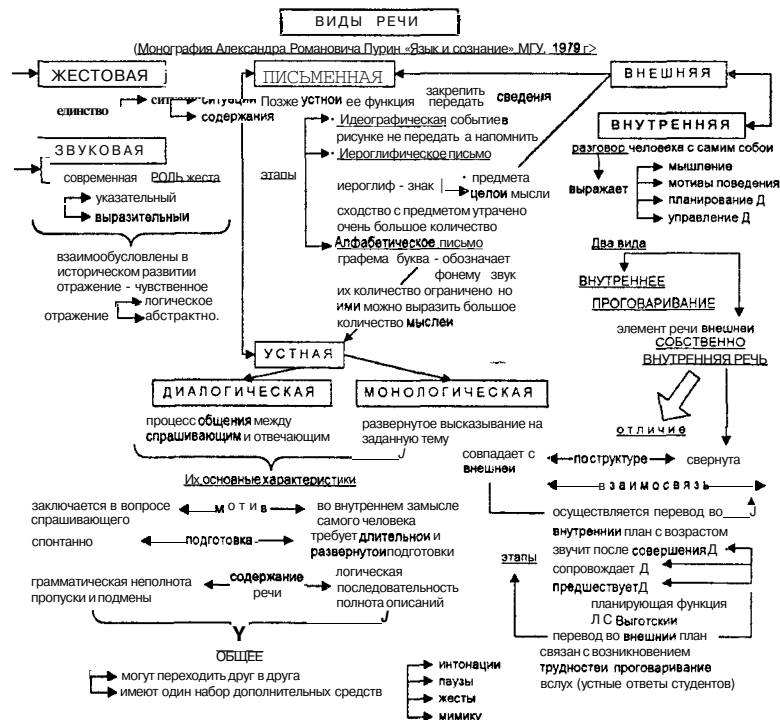 ВИДЫ РЕЧИ
(Монография Александра Романовича Пурин «Язык и сознание» МГУ, 1979 г>
ЖЕСТОВАЯ
единство
ситуации
содержания
ЗВУКОВАЯ
современная РОЛЬ жеста
указательный
выразительный
взаимообусловлены в
историческом развитии
отражение - чувственное
отражение
логическое
абстрактно.
ПИСЬМЕННАЯ
Позже устной ее функция
закрепить
передать
сведения
этапы
· Идеографическая событие в
рисунке не передать а напомнить
· Иероглифическое письмо
иероглиф - знак
· предмета
целой мысли
сходство с предметом утрачено
очень большое количество
Алфабетическое письмо
графема буква - обозначает
фонему звук
их количество ограничено но
ими можно выразить большое
количество мыслей
ВНЕШНЯЯ
ВНУТРЕННЯЯ
разговор человека с самим собой
выражает
мышление
мотивы поведения
планирование Д
управление Д
Два вида
ВНУТРЕННЕЕ
ПРОГОВАРИВАНИЕ
элемент речи внешней
СОБСТВЕННО
ВНУТРЕННЯЯ РЕЧЬ
отличие
совпадает с
внешней
по структуре
свернута
взаимосвязь
осуществляется перевод во
внутренний план с возрастом
этапы
звучит после совершения Д
сопровождает Д
предшествует Д
планирующая функция
Л С Выготский
перевод во внешний план
связан с возникновением
трудностей проговаривание
вслух (устные ответы студентов)
УСТНАЯ
ДИАЛОГИЧЕСКАЯ
процесс общения между
спрашивающим и отвечающим
МОНОЛОГИЧЕСКАЯ
развернутое высказывание на
заданную тему
Их основные характеристики
заключается в вопросе
спрашивающего
мотив
во внутреннем замысле
самого человека
спонтанно
подготовка
требует длительной и
развернутой подготовки
грамматическая неполнота
пропуски и подмены
содержание
речи
логическая
последовательность
полнота описаний
ОБЩЕЕ
могут переходить друг в друга
имеют один набор дополнительных средств
интонации
паузы
жесты
мимику